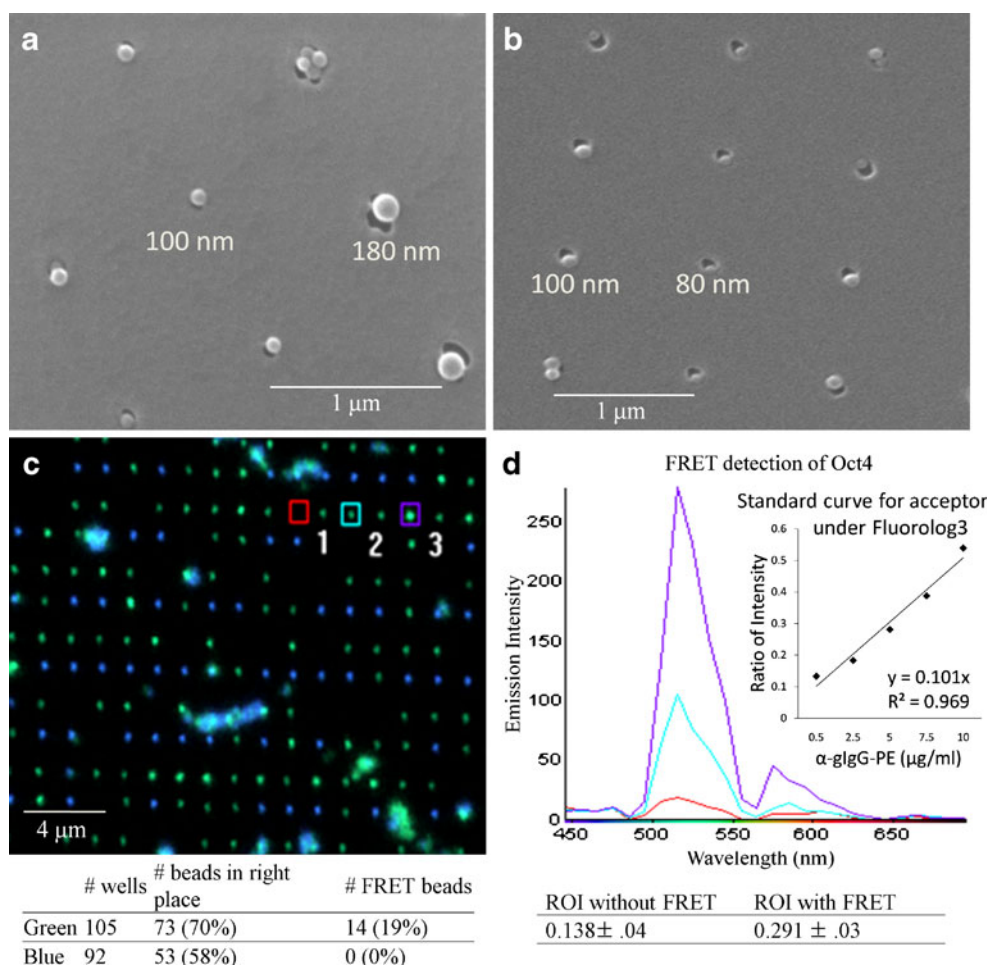 a
100 nm
180 nm
1 µm
b
100 nm
80 nm
1 µm
c
1
2
3
4 µm
# wells
# beads in right place
# FRET beads
Green 105 73 (70%) 14 (19%)
Blue 92 53 (58%) 0 (0%)
d
FRET detection of Oct4
Emission Intensity
250
200
150
100
50
0
450 500 550 600 650
Wavelength (nm)
Standard curve for acceptor
under Fluorolog3
Ratio of Intensity
0.6
0.5
0.4
0.3
0.2
0.1
0
y = 0.101x
R² = 0.969
0.5 2.5 5 7.5 10
α-gIgG-PE (µg/ml)
ROI without FRET ROI with FRET
0.138± .04 0.291 ± .03